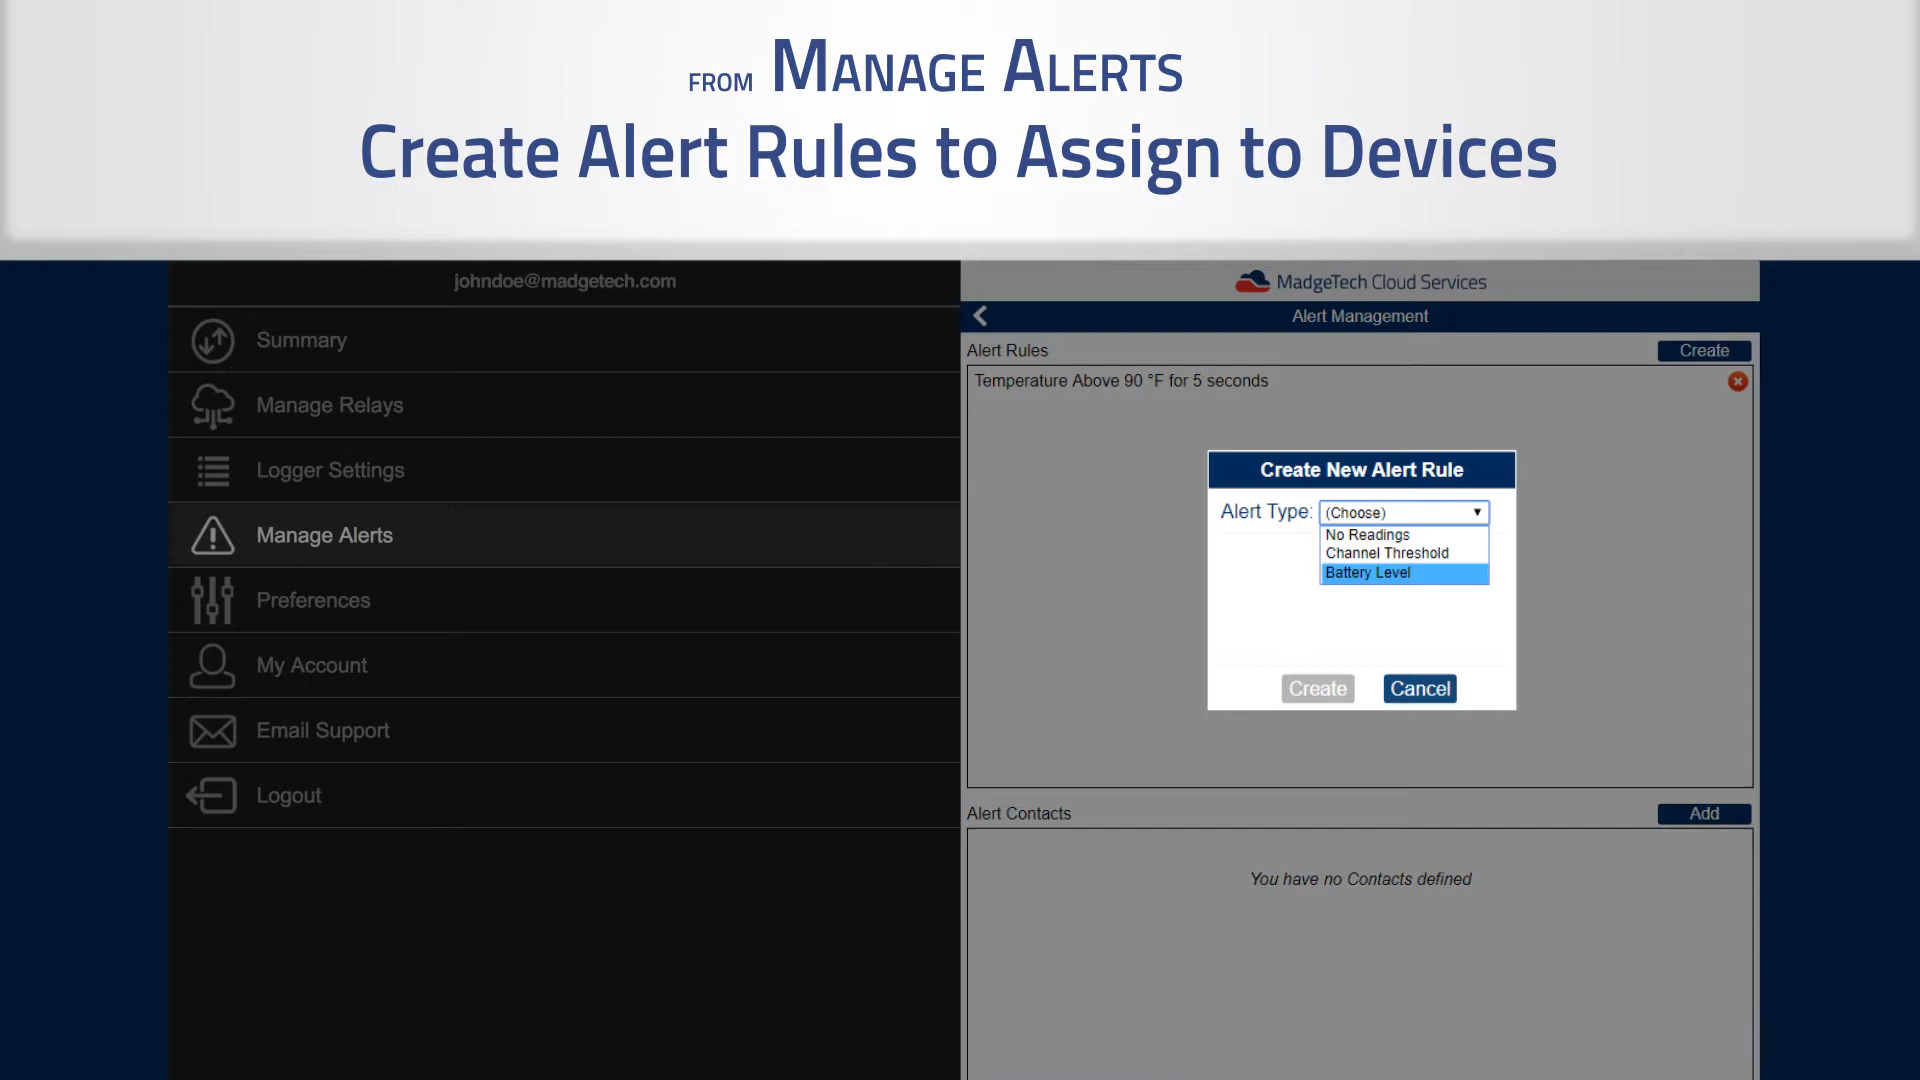 FROM MANAGE ALERTS
Create Alert Rules to Assign to Devices
johndoe@madgetech.com
Summary
Manage Relays
Logger Settings
Manage Alerts
Preferences
My Account
Email Support
Logout
MadgeTech Cloud Services
Alert Management
Alert Rules
Create
Temperature Above 90 °F for 5 seconds
Create New Alert Rule
Alert Type: (Choose)
No Readings
Channel Threshold
Battery Level
Create Cancel
Alert Contacts
Add
You have no Contacts defined